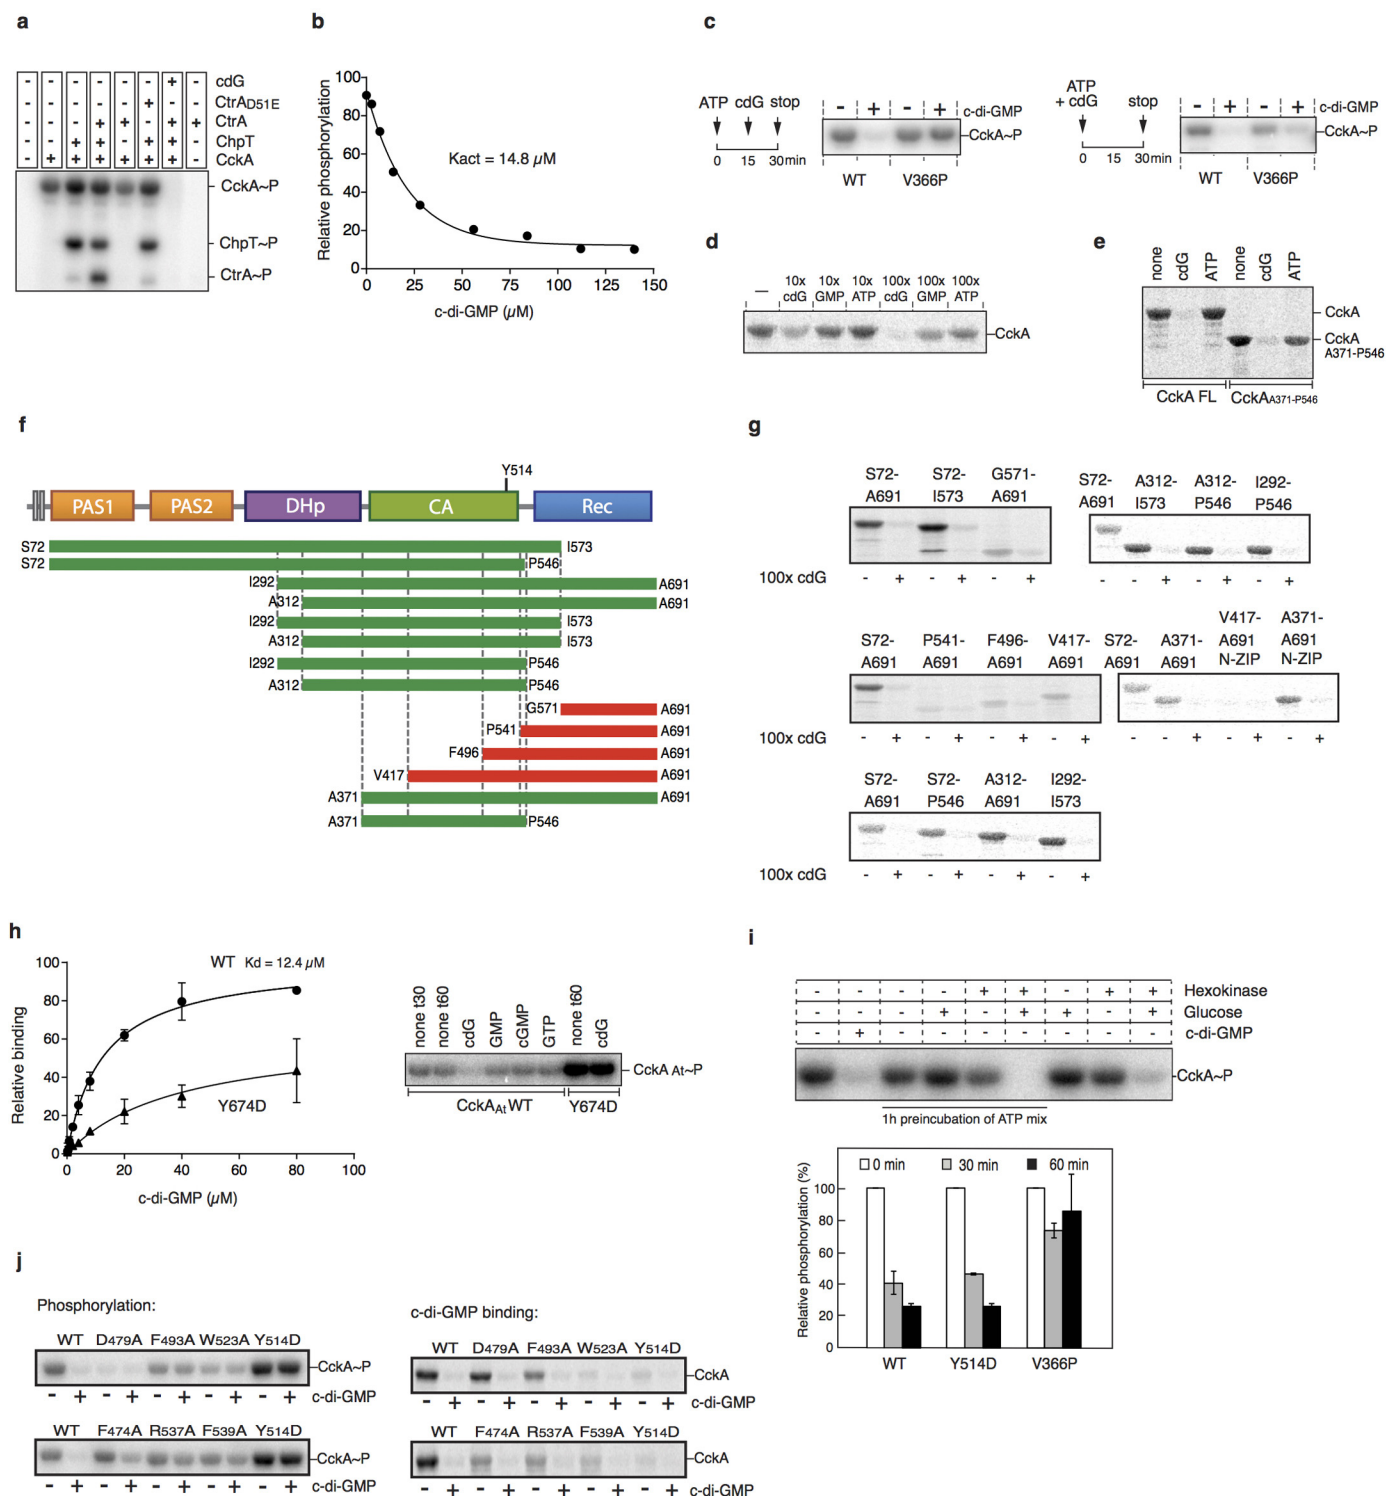 a
- - - - - - + - cdG
- - - - - + - - CtrAD51E
- - - + + - + + CtrA
- - + + - + + - ChpT
- + + + + + + - CckA
CckA~P
ChpT~P
CtrA~P
b
Relative phosphorylation
100
80
60
40
20
0
Kact = 14.8 µM
0 25 50 75 100 125 150
c-di-GMP (µM)
c
ATP cdG stop
0 15 30min
- + - + c-di-GMP
CckA~P
WT V366P
ATP
+ cdG stop
0 15 30min
- + - + c-di-GMP
CckA~P
WT V366P
d
— 10x cdG 10x GMP 10x ATP 100x cdG 100x GMP 100x ATP
CckA
e
none cdG ATP none cdG ATP
CckA
CckA
A371-P546
CckA FL CckAA371-P546
f
Y514
PAS1 PAS2 DHp CA Rec
S72 I573
S72 P546
I292 A691
A312 A691
I292 I573
A312 I573
I292 P546
A312 P546
G571 A691
P541 A691
F496 A691
V417 A691
A371 A691
A371 P546
g
S72- S72- G571-
A691 I573 A691
100x cdG - + - + - +
S72- A312- A312- I292-
A691 I573 P546 P546
- - + - + - +
S72- P541- F496- V417-
A691 A691 A691 A691
100x cdG - + - + - + - +
V417- A371-
S72- A371- A691 A691
A691 A691 N-ZIP N-ZIP
- - + - + - +
S72- S72- A312- I292-
A691 P546 A691 I573
100x cdG - + - + - + - +
h
Relative binding
100
80
60
40
20
0
WT Kd = 12.4 µM
Y674D
0 20 40 60 80 100
c-di-GMP (µM)
none t30 none t60 cdG GMP cGMP GTP none t60 cdG
CckA At~P
CckAAt WT Y674D
i
- - - - + + - + + Hexokinase
- - - + - + + - + Glucose
- + - - - - - - - c-di-GMP
CckA~P
1h preincubation of ATP mix
Relative phosphorylation (%)
0 min 30 min 60 min
100
80
60
40
20
0
WT Y514D V366P
j
Phosphorylation:
WT D479A F493A W523A Y514D
CckA~P
- + - + - + - + - + c-di-GMP
WT F474A R537A F539A Y514D
CckA~P
- + - + - + - + - + c-di-GMP
c-di-GMP binding:
WT D479A F493A W523A Y514D
CckA
- + - + - + - + - + c-di-GMP
WT F474A R537A F539A Y514D
CckA
- + - + - + - + - + c-di-GMP